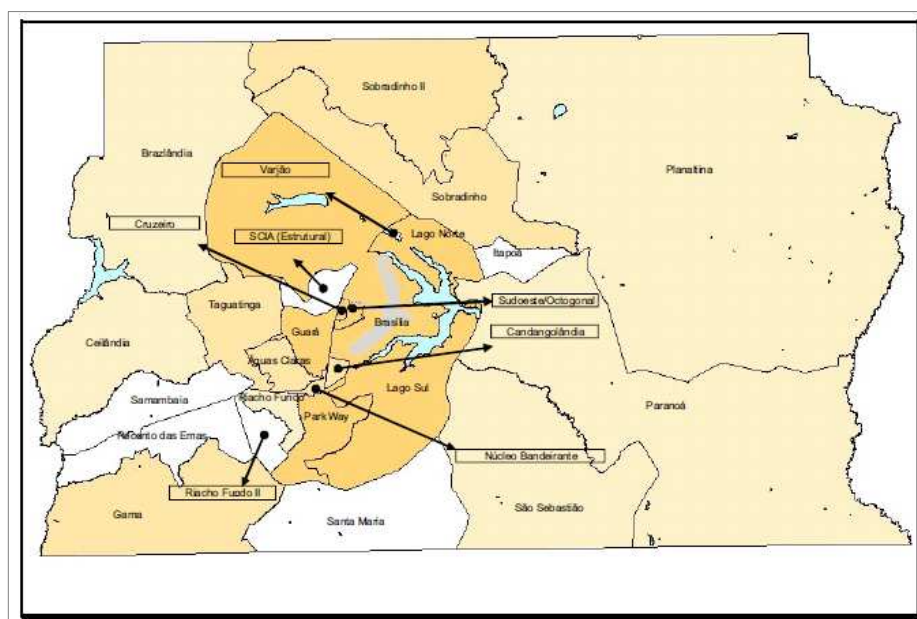 Sobradinho II
Brazlândia
Varjão
Planaltina
Sobradinho
Cruzeiro
SCIA (Estrutural)
Lago Norte
Itapoã
Taguatinga
Sudoeste/Octogonal
Brasília
Guará
Candangolândia
Ceilândia
Águas Claras
Lago Sul
Samambaia
Riacho Fundo
Paranoá
Park Way
Recanto das Emas
Núcleo Bandeirante
Riacho Fundo II
Gama
São Sebastião
Santa Maria